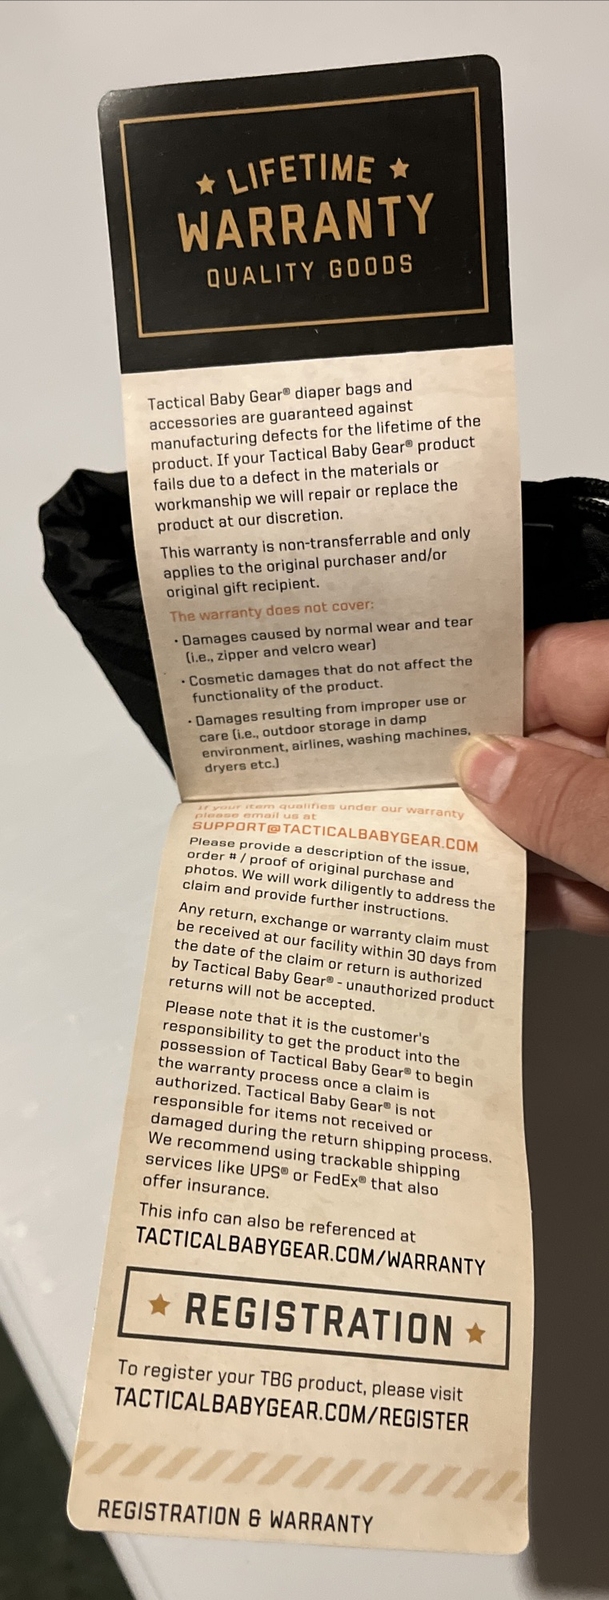 ★ LIFETIME ★
WARRANTY
QUALITY GOODS
Tactical Baby Gear® diaper bags and
accessories are guaranteed against
manufacturing defects for the lifetime of the
product. If your Tactical Baby Gear® product
fails due to a defect in the materials or
workmanship we will repair or replace the
product at our discretion.
This warranty is non-transferrable and only
applies to the original purchaser and/or
original gift recipient.
The warranty does not cover:
• Damages caused by normal wear and tear
(i.e., zipper and velcro wear)
• Cosmetic damages that do not affect the
functionality of the product.
• Damages resulting from improper use or
care (i.e., outdoor storage in damp
environment, airlines, washing machines,
dryers etc.)
If your item qualifies under our warranty
please email us at
SUPPORT@TACTICALBABYGEAR.COM
Please provide a description of the issue,
order # / proof of original purchase and
photos. We will work diligently to address the
claim and provide further instructions.
Any return, exchange or warranty claim must
be received at our facility within 30 days from
the date of the claim or return is authorized
by Tactical Baby Gear® - unauthorized product
returns will not be accepted.
Please note that it is the customer's
responsibility to get the product into the
possession of Tactical Baby Gear® to begin
the warranty process once a claim is
authorized. Tactical Baby Gear® is not
responsible for items not received or
damaged during the return shipping process.
We recommend using trackable shipping
services like UPS® or FedEx® that also
offer insurance.
This info can also be referenced at
TACTICALBABYGEAR.COM/WARRANTY
★ REGISTRATION ★
To register your TBG product, please visit
TACTICALBABYGEAR.COM/REGISTER
REGISTRATION & WARRANTY